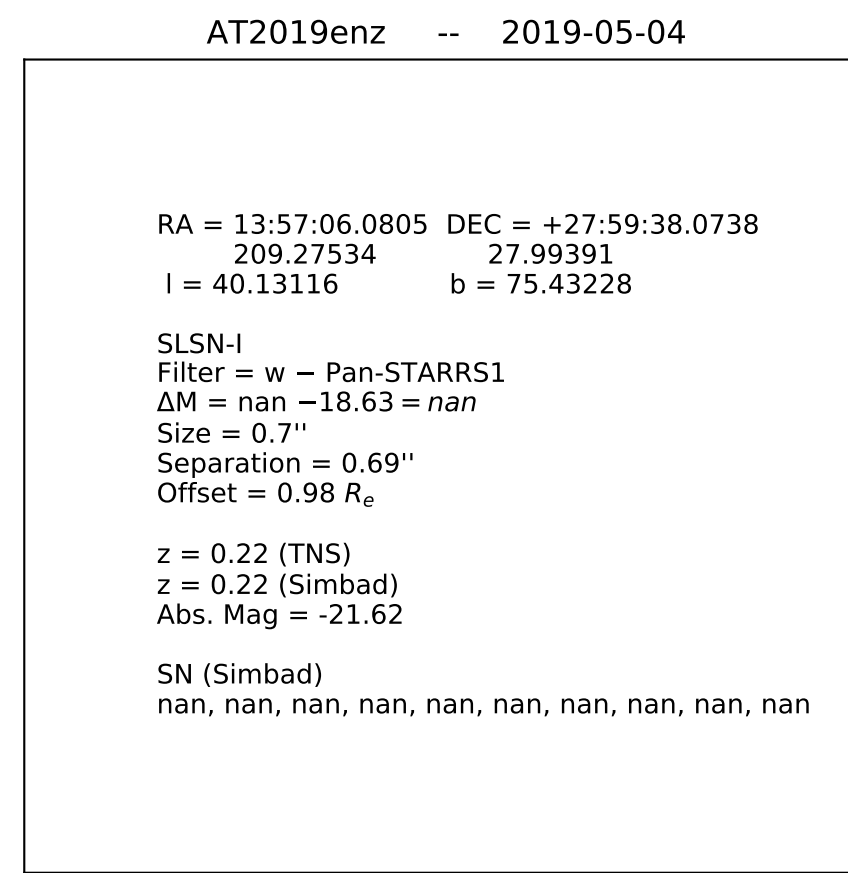 AT2019enz -- 2019-05-04
RA = 13:57:06.0805 DEC = +27:59:38.0738
209.27534 27.99391
l = 40.13116 b = 75.43228
SLSN-I
Filter = w − Pan-STARRS1
ΔM = nan −18.63 = nan
Size = 0.7''
Separation = 0.69''
Offset = 0.98 Rₑ
z = 0.22 (TNS)
z = 0.22 (Simbad)
Abs. Mag = -21.62
SN (Simbad)
nan, nan, nan, nan, nan, nan, nan, nan, nan, nan